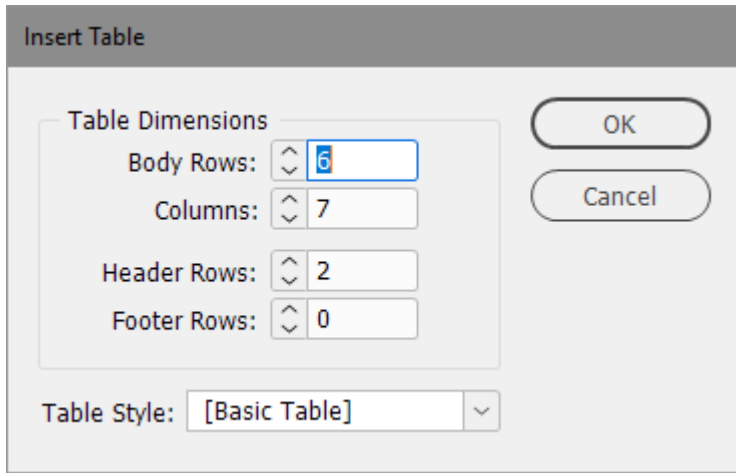 Insert Table
Table Dimensions
Body Rows: 6
Columns: 7
Header Rows: 2
Footer Rows: 0
Table Style: [Basic Table]
OK
Cancel